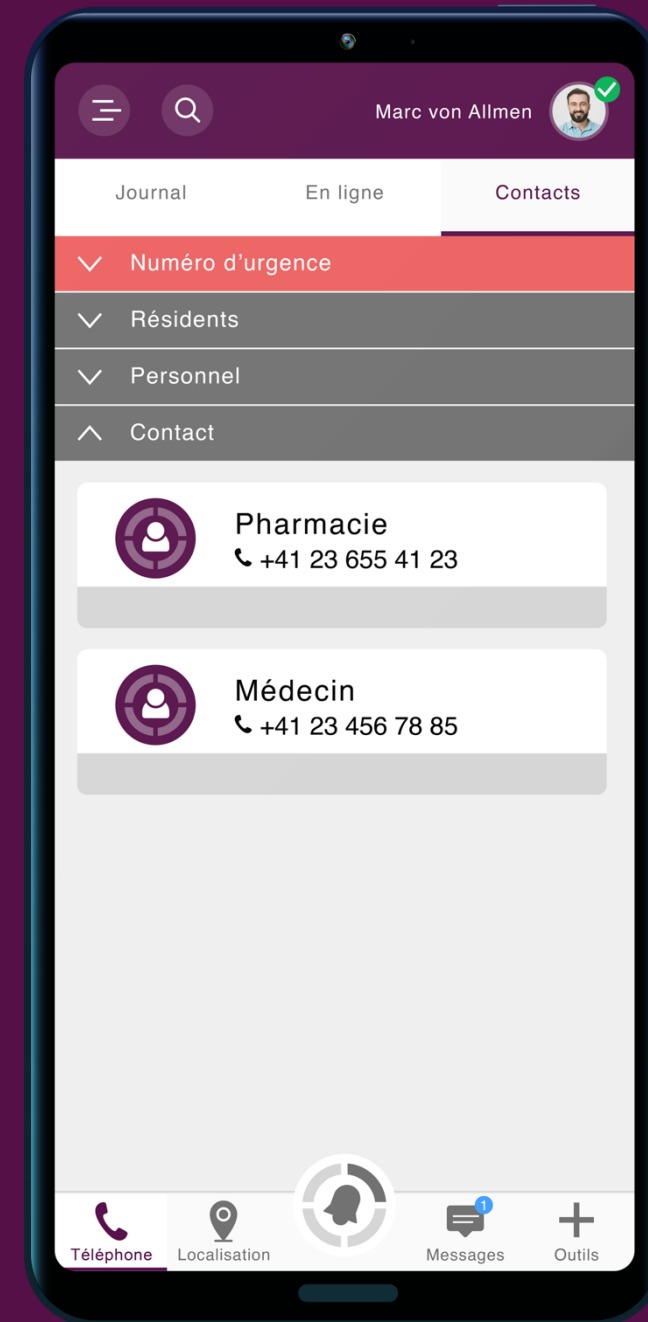 Marc von Allmen
Journal
En ligne
Contacts
Numéro d’urgence
Résidents
Personnel
Contact
Pharmacie
+41 23 655 41 23
Médecin
+41 23 456 78 85
1
Téléphone
Localisation
Messages
Outils